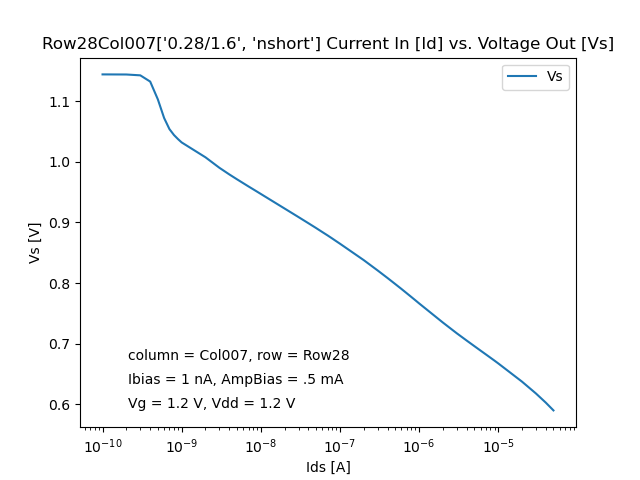 Row28Col007['0.28/1.6', 'nshort'] Current In [Id] vs. Voltage Out [Vs]
Vs
1.1
1.0
0.9
0.8
0.7
0.6
Vs [V]
column = Col007, row = Row28
Ibias = 1 nA, AmpBias = .5 mA
Vg = 1.2 V, Vdd = 1.2 V
10⁻¹⁰ 10⁻⁹ 10⁻⁸ 10⁻⁷ 10⁻⁶ 10⁻⁵
Ids [A]